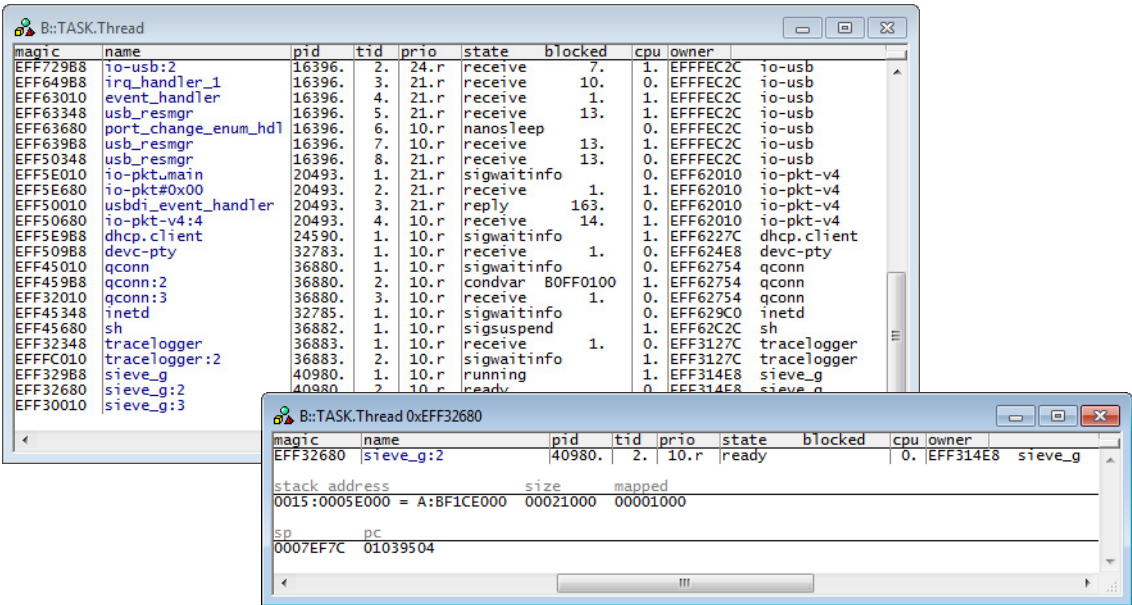 B::TASK.Thread
magic name pid tid prio state blocked cpu owner
EFF729B8 io-usb:2 16396. 2. 24.r receive 7. 1. EFFFEC2C io-usb
EFF649B8 irq_handler_1 16396. 3. 21.r receive 10. 0. EFFFEC2C io-usb
EFF63010 event_handler 16396. 4. 21.r receive 1. 1. EFFFEC2C io-usb
EFF63348 usb_resmgr 16396. 5. 21.r receive 13. 1. EFFFEC2C io-usb
EFF63680 port_change_enum_hdl 16396. 6. 10.r nanosleep 0. EFFFEC2C io-usb
EFF639B8 usb_resmgr 16396. 7. 10.r receive 13. 1. EFFFEC2C io-usb
EFF50348 usb_resmgr 16396. 8. 21.r receive 13. 0. EFFFEC2C io-usb
EFF5E010 io-pkt␣main 20493. 1. 21.r sigwaitinfo 0. EFF62010 io-pkt-v4
EFF5E680 io-pkt#0x00 20493. 2. 21.r receive 1. 1. EFF62010 io-pkt-v4
EFF50010 usbdi_event_handler 20493. 3. 21.r reply 163. 0. EFF62010 io-pkt-v4
EFF50680 io-pkt-v4:4 20493. 4. 10.r receive 14. 1. EFF62010 io-pkt-v4
EFF5E9B8 dhcp.client 24590. 1. 10.r sigwaitinfo 1. EFF6227C dhcp.client
EFF509B8 devc-pty 32783. 1. 10.r receive 1. 0. EFF624E8 devc-pty
EFF45010 qconn 36880. 1. 10.r sigwaitinfo 0. EFF62754 qconn
EFF459B8 qconn:2 36880. 2. 10.r condvar B0FF0100 1. EFF62754 qconn
EFF32010 qconn:3 36880. 3. 10.r receive 1. 0. EFF62754 qconn
EFF45348 inetd 32785. 1. 10.r sigwaitinfo 0. EFF629C0 inetd
EFF45680 sh 36882. 1. 10.r sigsuspend 1. EFF62C2C sh
EFF32348 tracelogger 36883. 1. 10.r receive 1. 0. EFF3127C tracelogger
EFFFC010 tracelogger:2 36883. 2. 10.r sigwaitinfo 1. EFF3127C tracelogger
EFF329B8 sieve_g 40980. 1. 10.r running 1. EFF314E8 sieve_g
EFF32680 sieve_g:2 40980. 2. 10.r ready 0. EFF314E8 sieve_g
EFF30010 sieve_g:3
B::TASK.Thread 0xEFF32680
magic name pid tid prio state blocked cpu owner
EFF32680 sieve_g:2 40980. 2. 10.r ready 0. EFF314E8 sieve_g
stack address size mapped
0015:0005E000 = A:BF1CE000 00021000 00001000
sp pc
0007EF7C 01039504